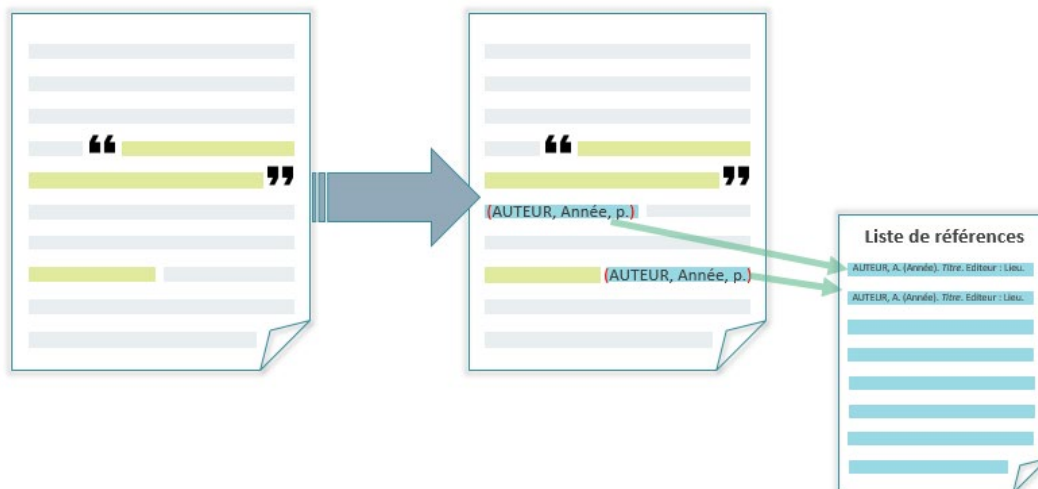 “
”
“
”
(AUTEUR, Année, p.)
(AUTEUR, Année, p.)
Liste de références
AUTEUR, A. (Année). Titre. Editeur : Lieu.
AUTEUR, A. (Année). Titre. Editeur : Lieu.